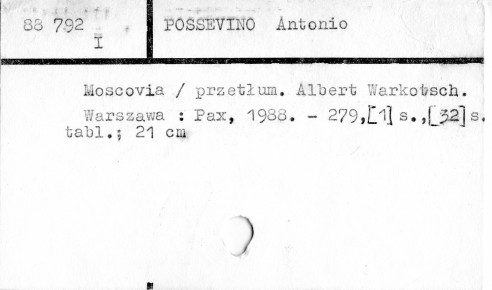 88 792 POSSEVINO Antonio
I
Moscovia / przetłum. Albert Warkotsch.
Warszawa : Pax, 1988. - 279,[1] s.,[32] s.
tabl.; 21 cm